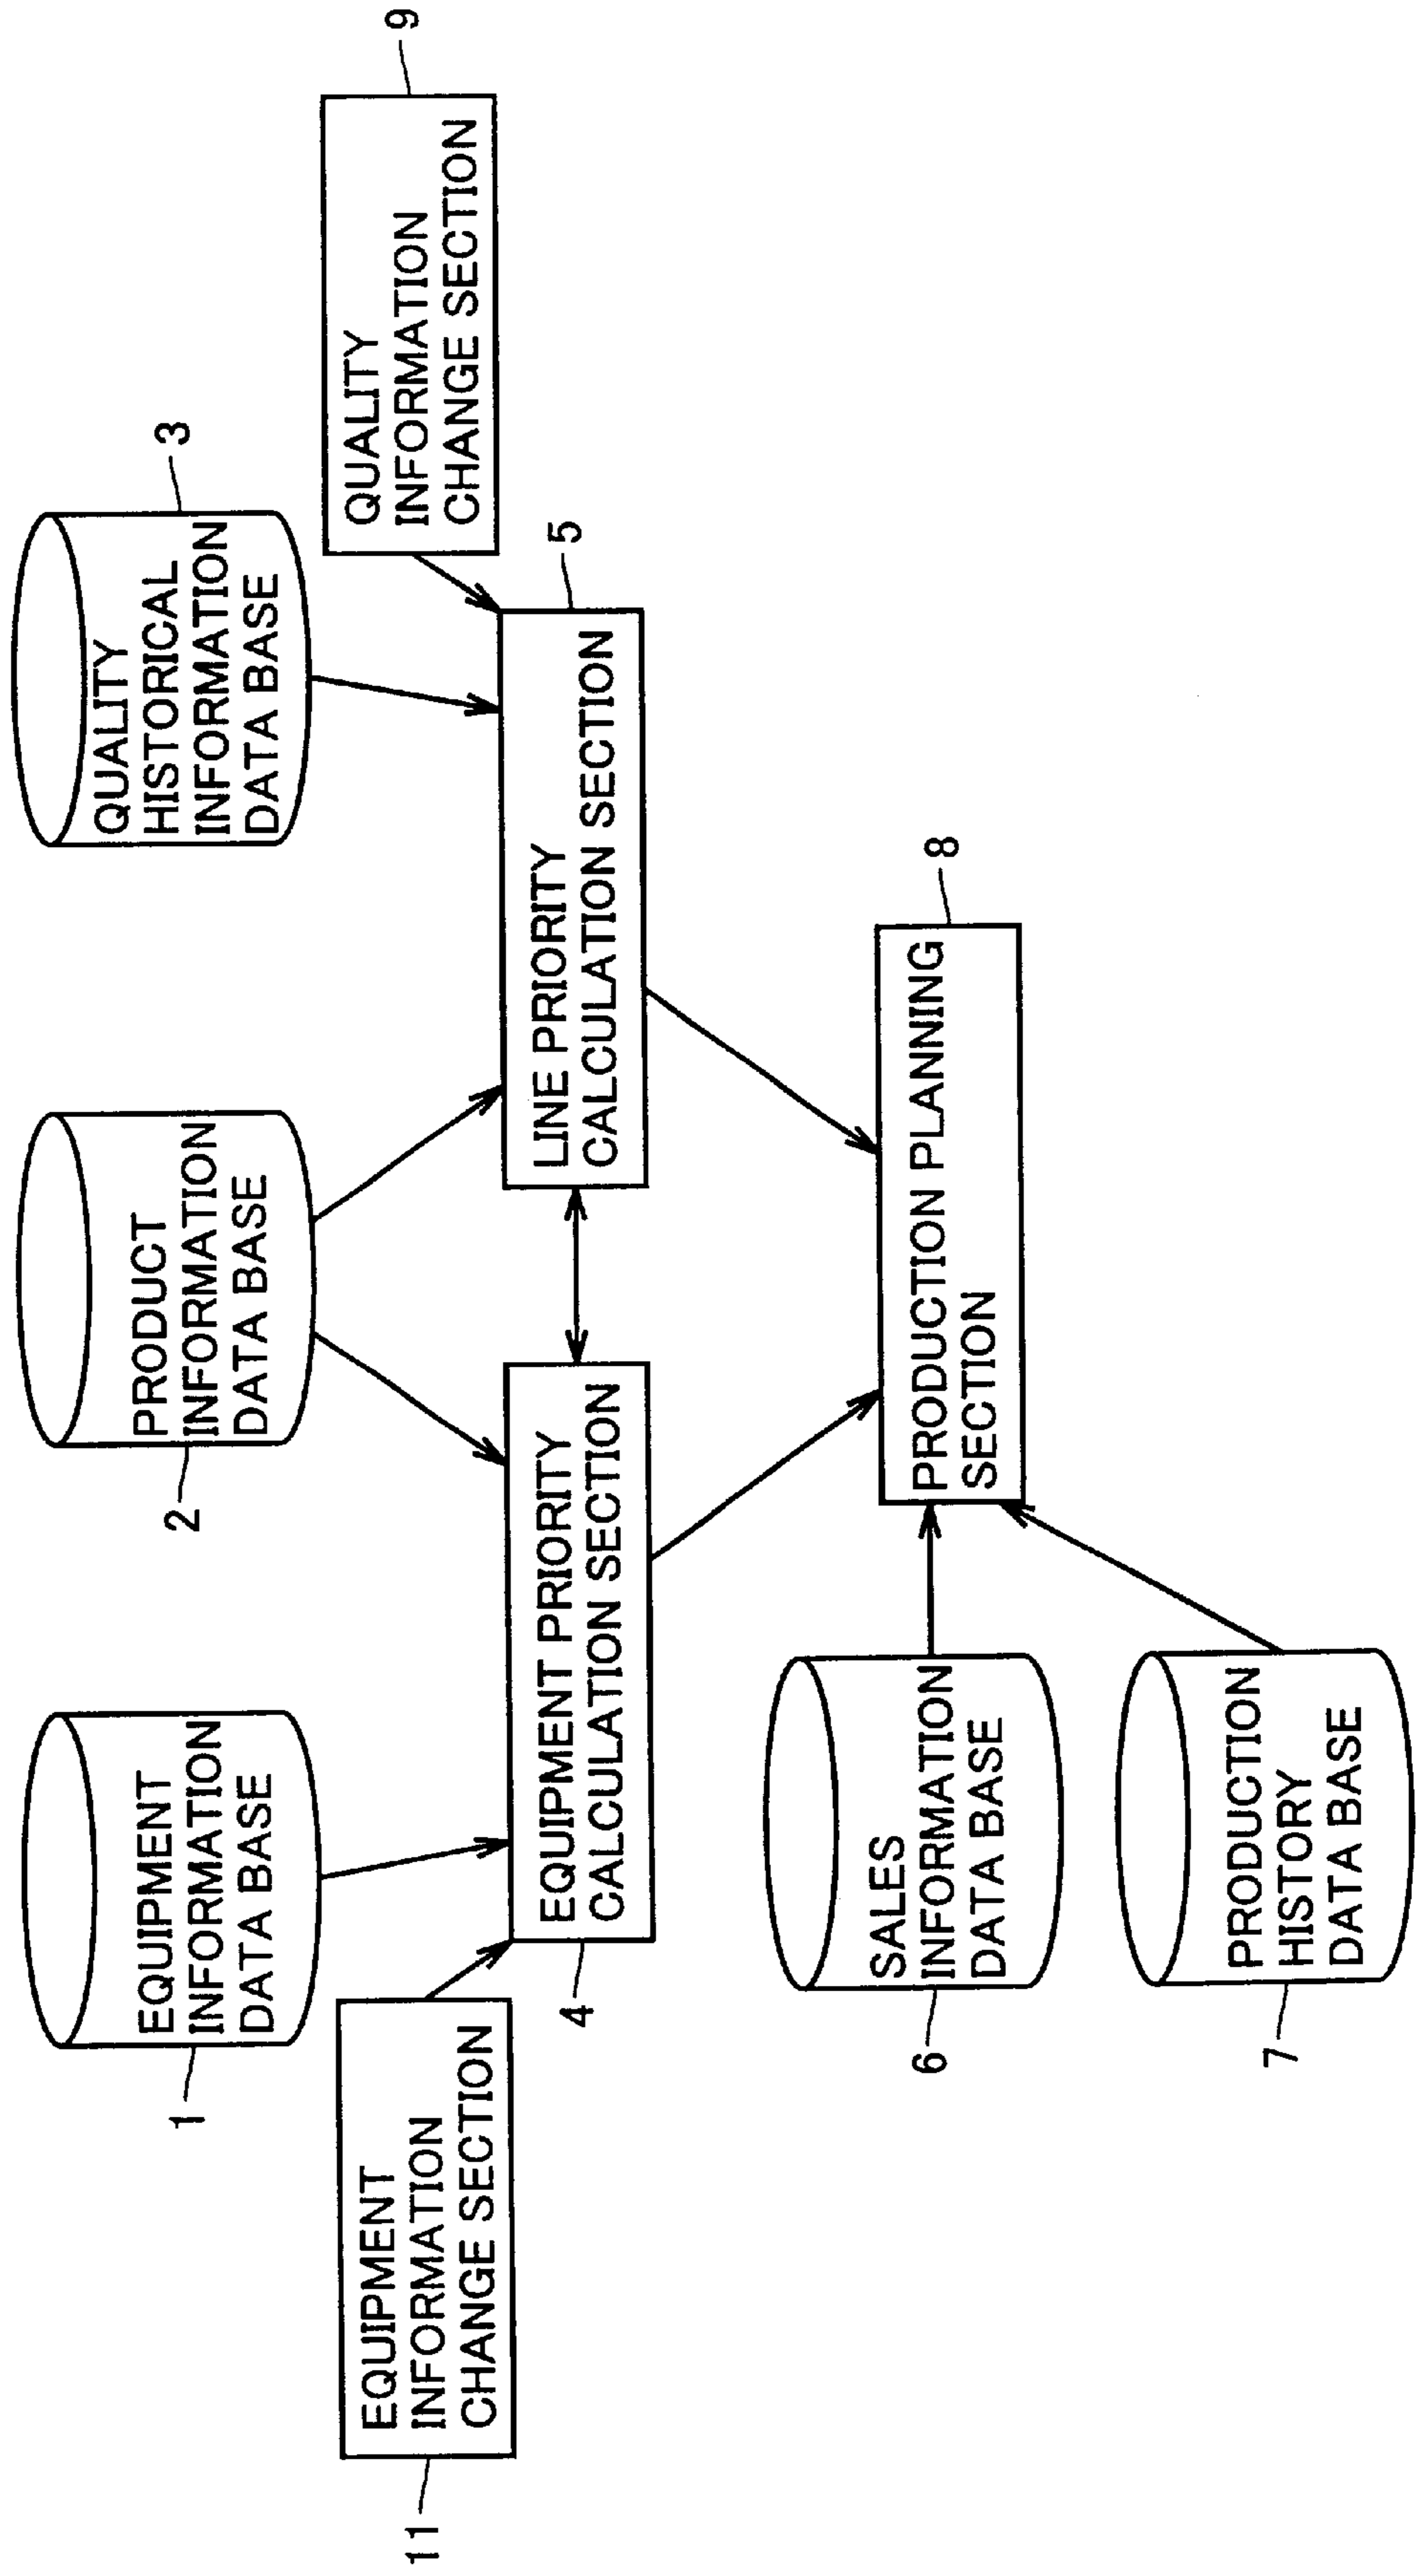 1
EQUIPMENT
INFORMATION
DATA BASE
2
PRODUCT
INFORMATION
DATA BASE
3
QUALITY
HISTORICAL
INFORMATION
DATA BASE
11
EQUIPMENT
INFORMATION
CHANGE SECTION
9
QUALITY
INFORMATION
CHANGE SECTION
4
EQUIPMENT PRIORITY
CALCULATION SECTION
5
LINE PRIORITY
CALCULATION SECTION
6
SALES
INFORMATION
DATA BASE
8
PRODUCTION PLANNING
SECTION
7
PRODUCTION
HISTORY
DATA BASE